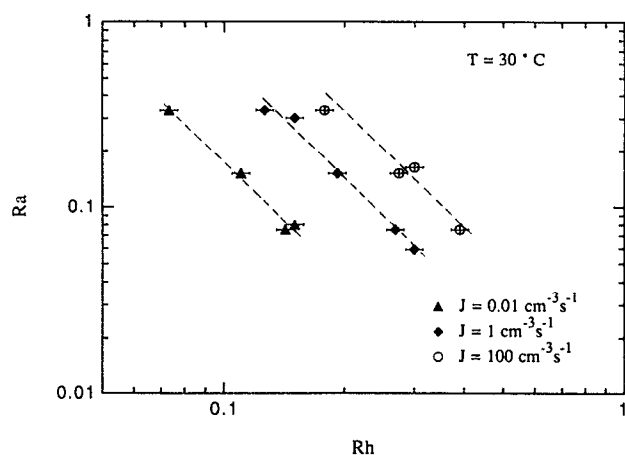 1
T = 30 ° C
Ra
0.1
J = 0.01 cm⁻³s⁻¹
J = 1 cm⁻³s⁻¹
J = 100 cm⁻³s⁻¹
0.01
0.1
1
Rh